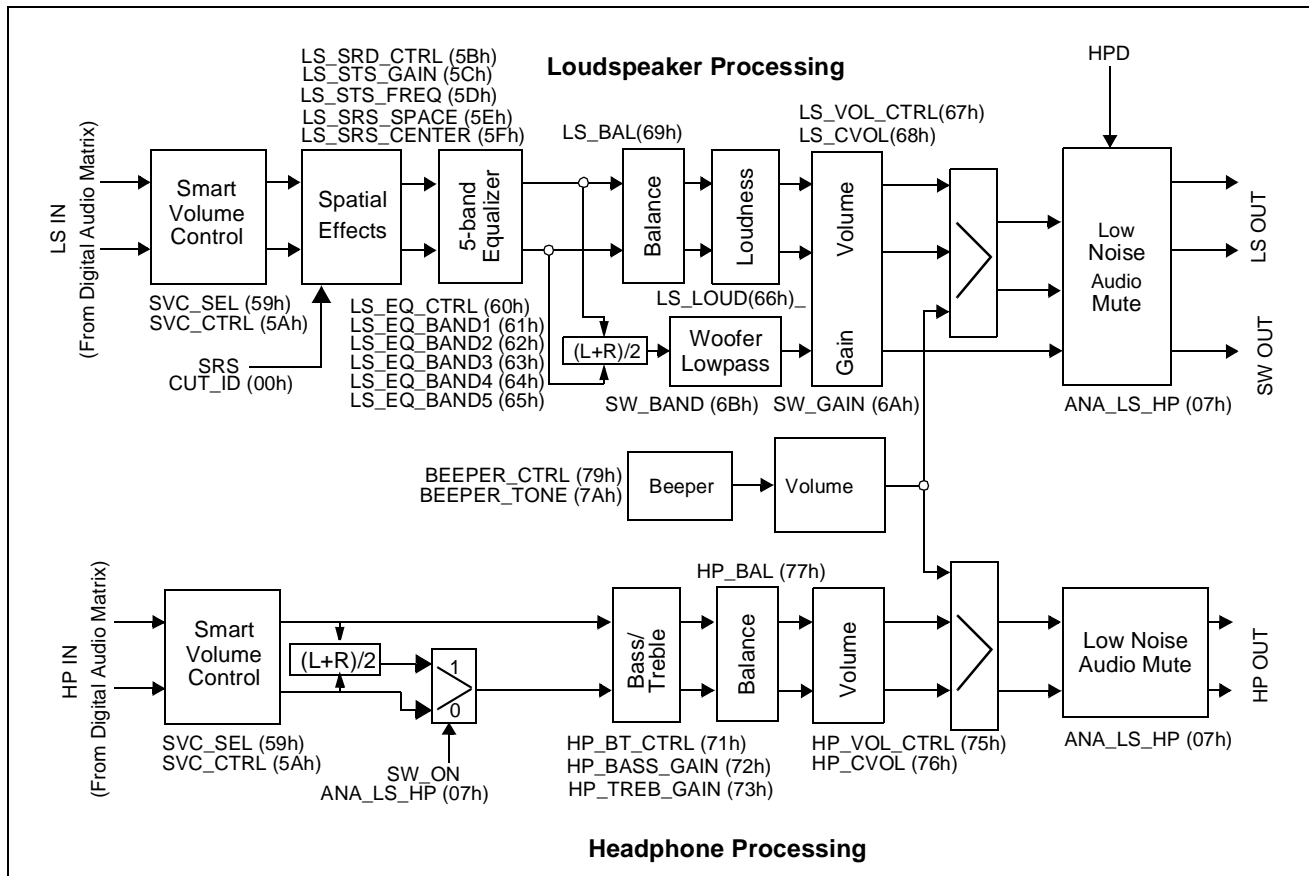 LS_SRD_CTRL (5Bh)
LS_STS_GAIN (5Ch)
LS_STS_FREQ (5Dh)
LS_SRS_SPACE (5Eh)
LS_SRS_CENTER (5Fh)
Loudspeaker Processing
HPD
LS_VOL_CTRL(67h)
LS_CVOL (68h)
LS_BAL(69h)
LS IN
(From Digital Audio Matrix)
Smart
Volume
Control
Spatial
Effects
5-band
Equalizer
Balance
Loudness
Volume
Gain
Low
Noise
Audio
Mute
LS OUT
SW OUT
SVC_SEL (59h)
SVC_CTRL (5Ah)
SRS
CUT_ID (00h)
LS_EQ_CTRL (60h)
LS_EQ_BAND1 (61h)
LS_EQ_BAND2 (62h)
LS_EQ_BAND3 (63h)
LS_EQ_BAND4 (64h)
LS_EQ_BAND5 (65h)
LS_LOUD(66h)_
(L+R)/2
Woofer
Lowpass
SW_BAND (6Bh)
SW_GAIN (6Ah)
ANA_LS_HP (07h)
BEEPER_CTRL (79h)
BEEPER_TONE (7Ah)
Beeper
Volume
HP IN
(From Digital Audio Matrix)
Smart
Volume
Control
(L+R)/2
1
0
Bass/
Treble
HP_BAL (77h)
Balance
Volume
Low Noise
Audio Mute
HP OUT
SVC_SEL (59h)
SVC_CTRL (5Ah)
SW_ON
ANA_LS_HP (07h)
HP_BT_CTRL (71h)
HP_BASS_GAIN (72h)
HP_TREB_GAIN (73h)
HP_VOL_CTRL (75h)
HP_CVOL (76h)
ANA_LS_HP (07h)
Headphone Processing